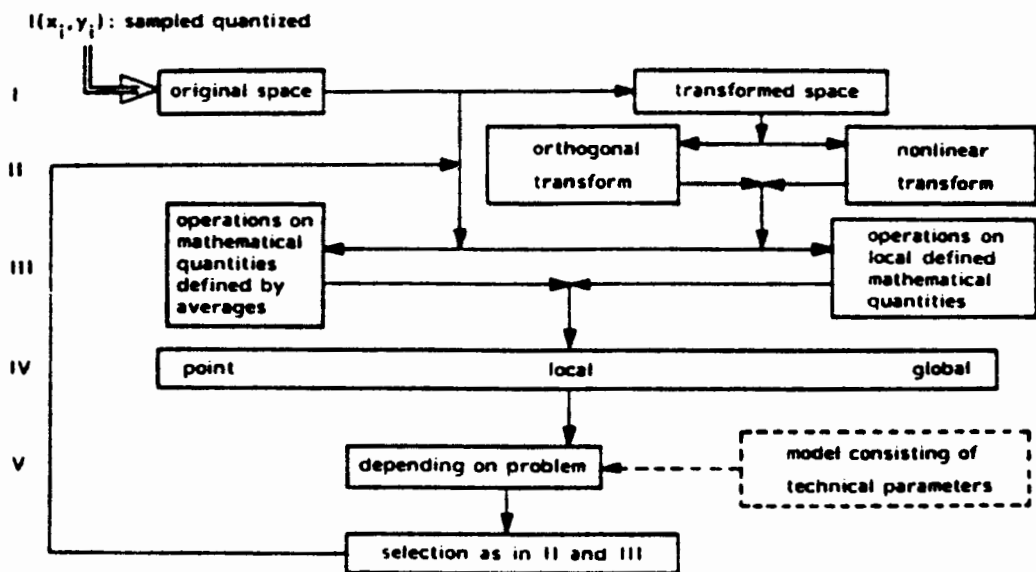 I(x_i, y_i): sampled quantized
I
original space
transformed space
II
orthogonal
transform
nonlinear
transform
III
operations on
mathematical
quantities
defined by
averages
operations on
local defined
mathematical
quantities
IV
point
local
global
V
depending on problem
model consisting of
technical parameters
selection as in II and III